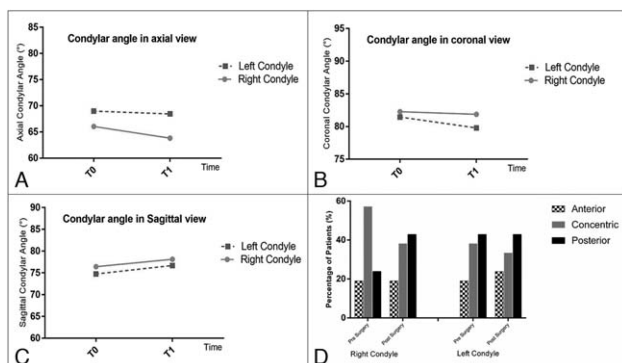 Condylar angle in axial view
Axial Condylar Angle (°)
85
80
75
70
65
60
Left Condyle
Right Condyle
T0
T1
Time
A
Condylar angle in coronal view
Coronal Condylar Angle (°)
100
95
90
85
80
75
Left Condyle
Right Condyle
T0
T1
Time
B
Condylar angle in Sagittal view
Sagittal Condylar Angle (°)
90
85
80
75
70
65
60
Left Condyle
Right Condyle
T0
T1
Time
C
Percentage of Patients (%)
60
40
20
0
Anterior
Concentric
Posterior
Pre Surgery
Post Surgery
Pre Surgery
Post Surgery
Right Condyle
Left Condyle
D